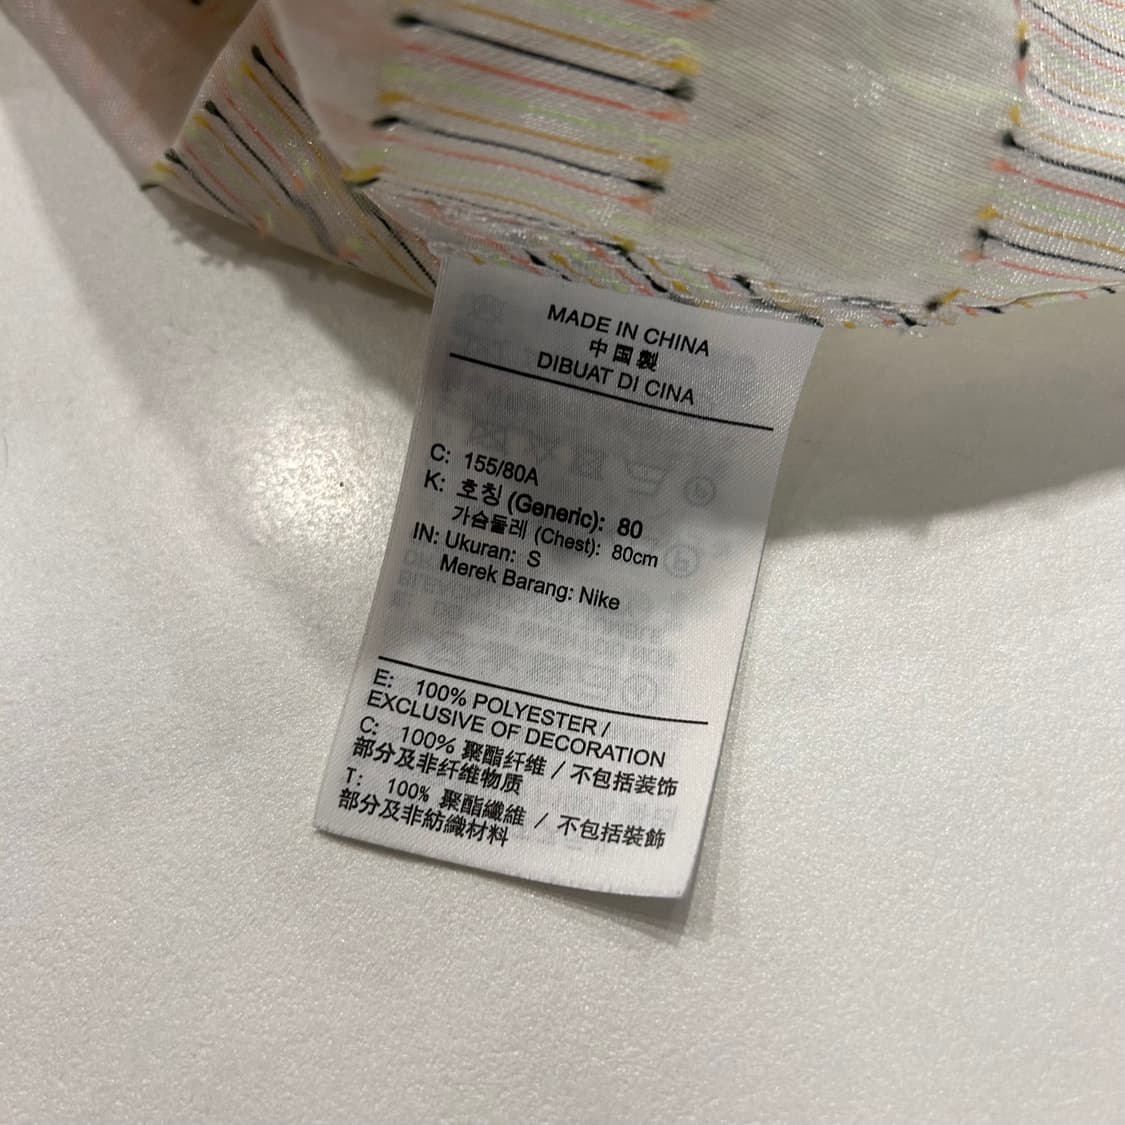 MADE IN CHINA
中国製
DIBUAT DI CINA
C: 155/80A
K: 호칭 (Generic): 80
가슴둘레 (Chest): 80cm
IN: Ukuran: S
Merek Barang: Nike
E: 100% POLYESTER /
EXCLUSIVE OF DECORATION
C: 100% 聚酯纤维 / 不包括装饰
部分及非纤维物质
T: 100% 聚酯纖維 / 不包括裝飾
部分及非紡織材料